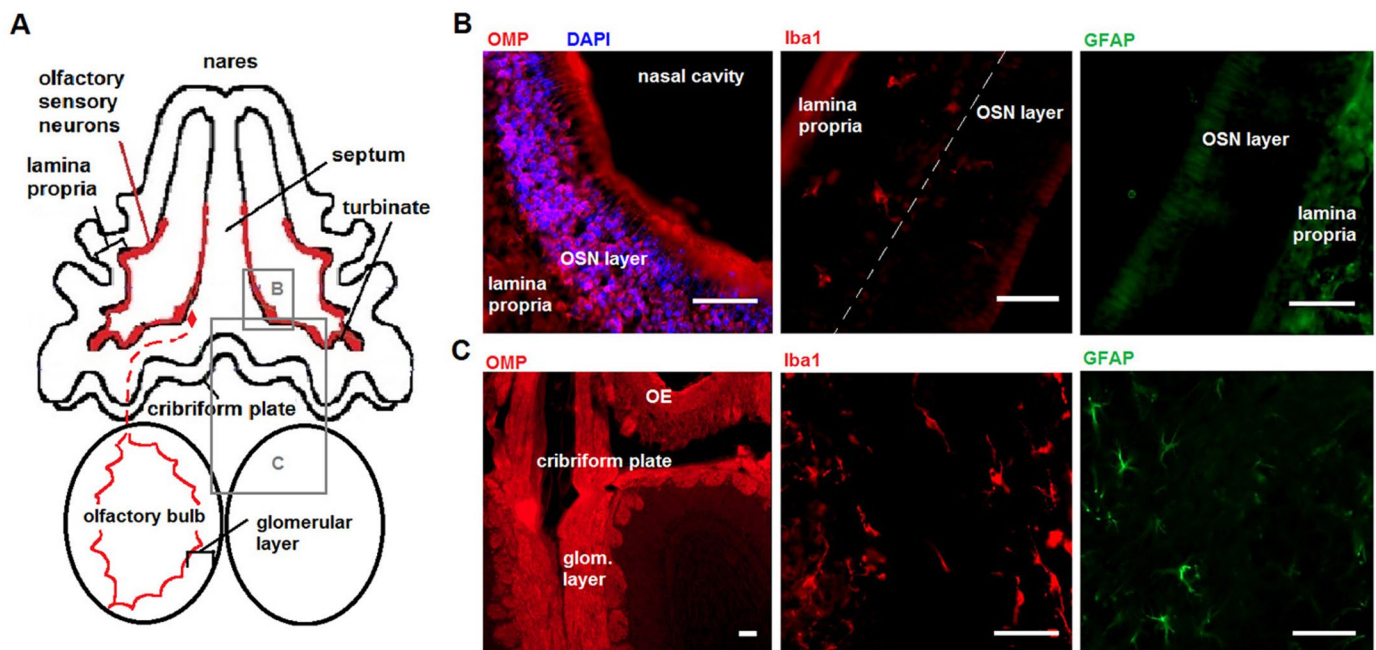 A
nares
olfactory
sensory
neurons
lamina
propria
septum
turbinate
B
cribriform plate
C
olfactory bulb
glomerular
layer
B
OMP DAPI
nasal cavity
OSN layer
lamina
propria
Iba1
lamina
propria
OSN layer
GFAP
OSN layer
lamina
propria
C
OMP
OE
cribriform plate
glom.
layer
Iba1
GFAP